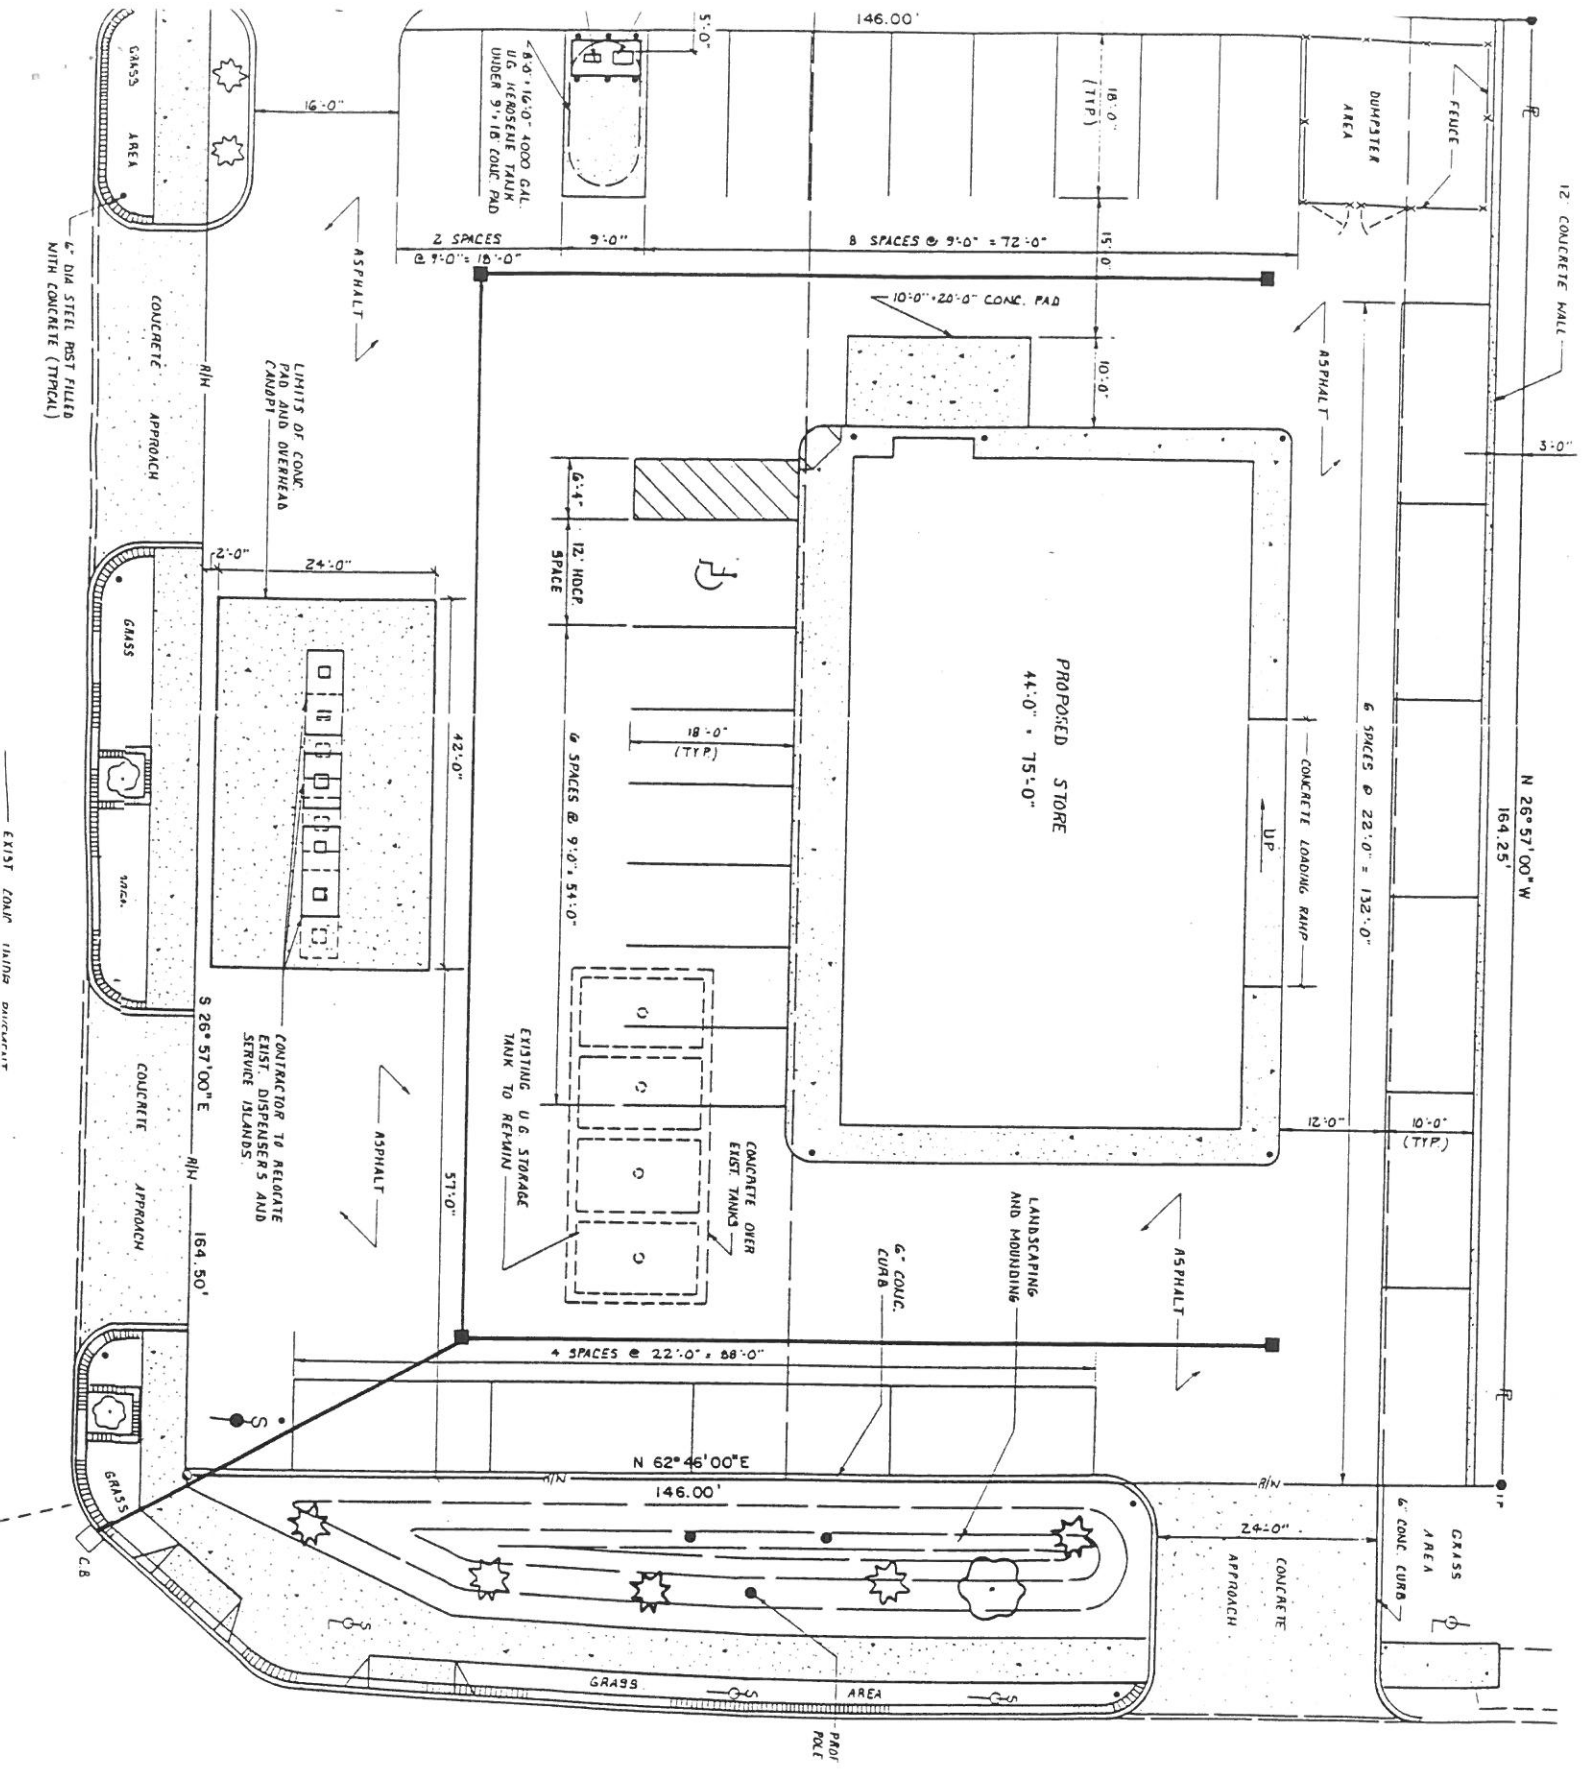 146.00'
5'-0"
GRASS AREA
16'-0"
8'-0" × 16'-0" 4000 GAL.
UG KEROSENE TANK
UNDER 9' × 18' CONC. PAD
18'-0"
(TYP.)
DUMPSTER
AREA
FENCE
PL
12" CONCRETE WALL
6" DIA STEEL POST FILLED
WITH CONCRETE (TYPICAL)
ASPHALT
2 SPACES
@ 9'-0" = 18'-0"
9'-0"
8 SPACES @ 9'-0" = 72'-0"
15'-0"
10'-0" × 20'-0" CONC. PAD
10'-0"
ASPHALT
3'-0"
CONCRETE APPROACH
R/W
LIMITS OF CONC.
PAD AND OVERHEAD
CANOPY
6'-4"
12' HDCP.
SPACE
2'-0"
24'-0"
GRASS
42'-0"
6 SPACES @ 9'-0" = 54'-0"
18'-0"
(TYP.)
PROPOSED STORE
44'-0" × 75'-0"
UP
CONCRETE LOADING RAMP
6 SPACES @ 22'-0" = 132'-0"
N 26° 57' 00" W
164.25'
EXIST CONC
S 26° 57' 00" E
R/W
164.50'
CONCRETE APPROACH
CONTRACTOR TO RELOCATE
EXIST. DISPENSERS AND
SERVICE ISLANDS
ASPHALT
57'-0"
EXISTING U.G. STORAGE
TANK TO REMAIN
CONCRETE OVER
EXIST. TANKS
12'-0"
10'-0"
(TYP.)
6" CONC.
CURB
LANDSCAPING
AND MOUNDING
ASPHALT
4 SPACES @ 22'-0" = 88'-0"
PL
S
GRASS
C.B.
N 62° 46' 00" E
R/W
146.00'
R/W
IP
24'-0"
CONCRETE
APPROACH
6" CONC. CURB
GRASS
AREA
S
GRASS AREA
S
S
POLE